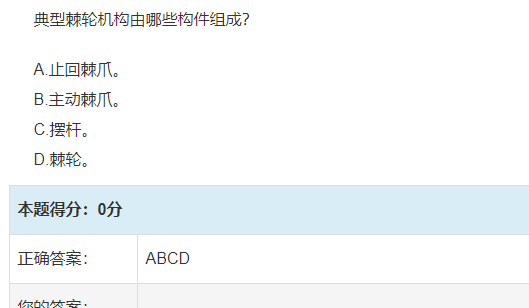 典型棘轮机构由哪些构件组成?
A.止回棘爪。
B.主动棘爪。
C.摆杆。
D.棘轮。
本题得分：0分
正确答案： ABCD
您的答案：